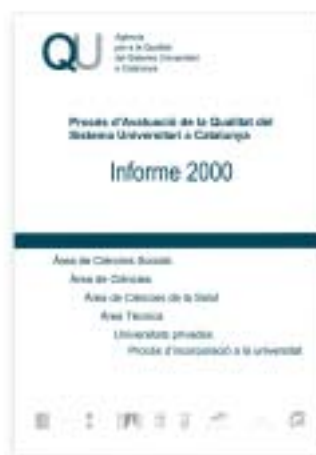 QU
Agència
per a la Qualitat
del Sistema Universitari
a Catalunya
Procés d'Avaluació de la Qualitat del
Sistema Universitari a Catalunya
Informe 2000
Àrea de Ciències Socials
Àrea de Ciències
Àrea de Ciències de la Salut
Àrea Tècnica
Universitats privades
Procés d'incorporació a la universitat